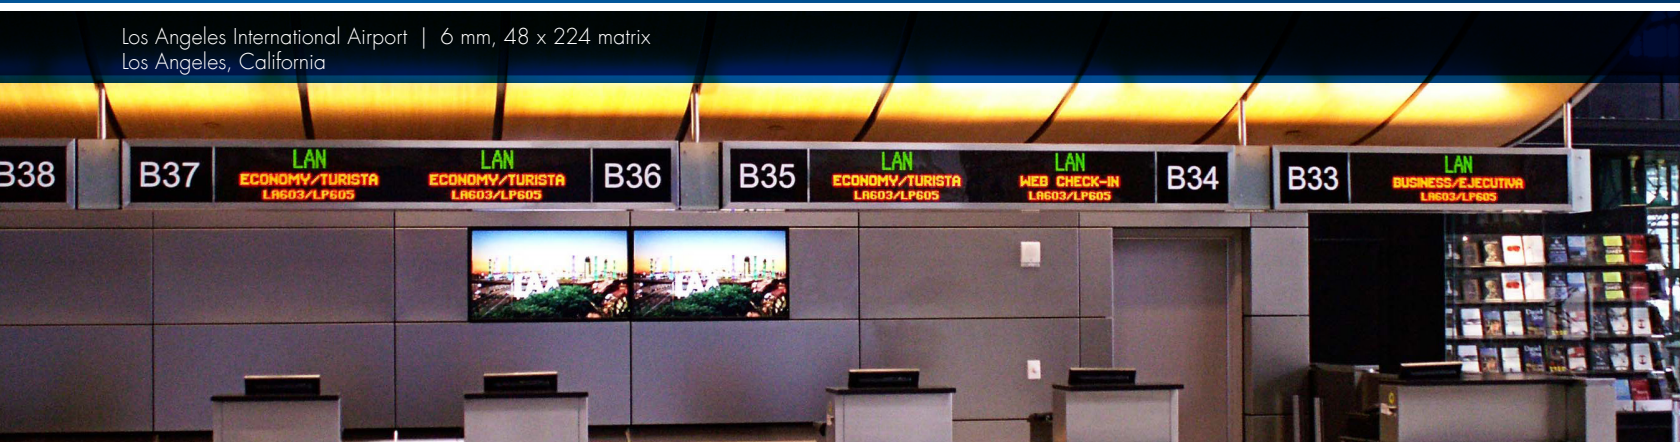 Los Angeles International Airport | 6 mm, 48 x 224 matrix
Los Angeles, California
B38
B37
LAN
ECONOMY/TURISTA
LA603/LP605
LAN
ECONOMY/TURISTA
LA603/LP605
B36
B35
LAN
ECONOMY/TURISTA
LA603/LP605
LAN
WEB CHECK-IN
LA603/LP605
B34
B33
LAN
BUSINESS/EJECUTIVA
LA603/LP605